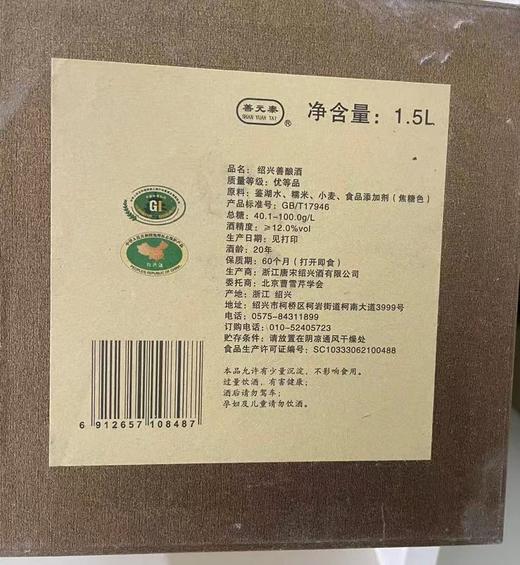 善元泰
SHAN YUAN TAI
®
净含量：1.5L
品名：绍兴善酿酒
质量等级：优等品
原料：鉴湖水、糯米、小麦、食品添加剂（焦糖色）
产品标准号：GB/T17946
总糖：40.1-100.0g/L
酒精度：≥12.0%vol
生产日期：见打印
酒龄：20年
保质期：60个月（打开即食）
生产商：浙江唐宋绍兴酒有限公司
委托商：北京曹雪芹学会
产地：浙江 绍兴
地址：绍兴市柯桥区柯岩街道柯南大道3999号
电话：0575-84311899
订购电话：010-52405723
贮存条件：请放置在阴凉通风干燥处
食品生产许可证编号：SC10333062100488
本品允许有少量沉淀，不影响食用。
过量饮酒，有害健康；
酒后请勿驾车；
孕妇及儿童请勿饮酒。
GI
PEOPLE'S REPUBLIC OF CHINA
6 912657 108487